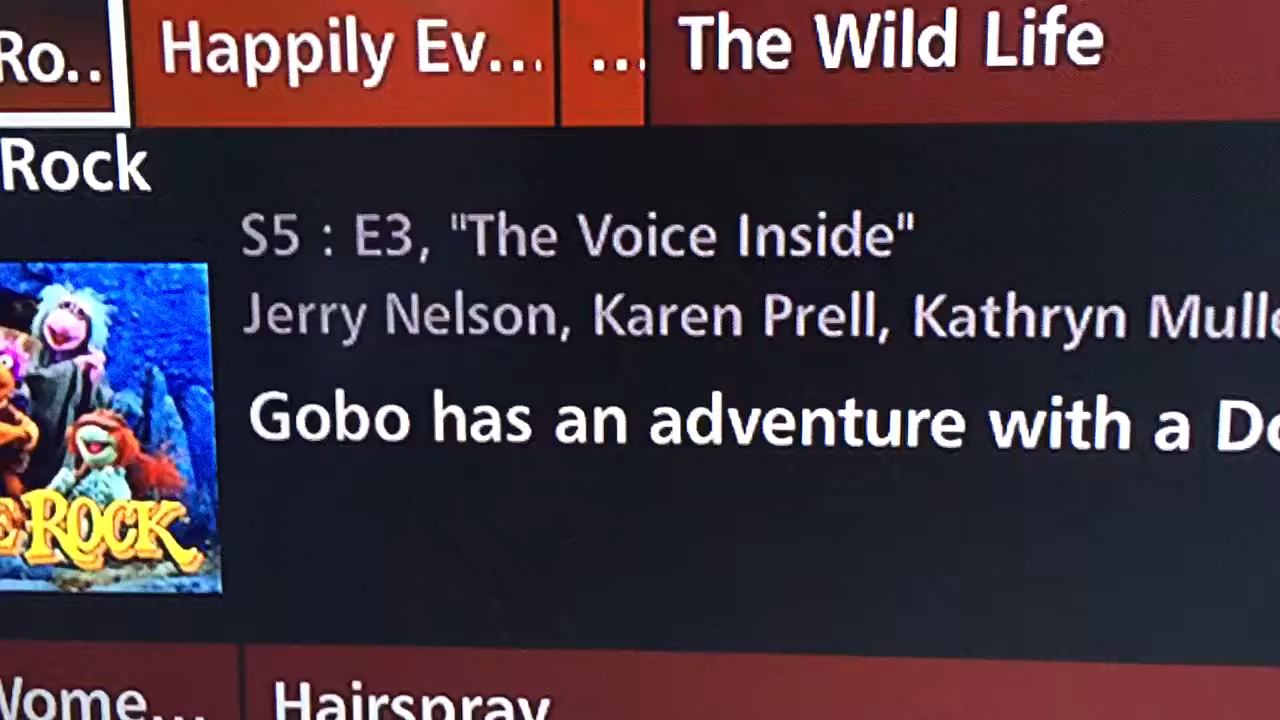 Ro..
Happily Ev...
...
The Wild Life
Rock
S5 : E3, "The Voice Inside"
Jerry Nelson, Karen Prell, Kathryn Mulle
Gobo has an adventure with a Do
E ROCK
Wome...
Hairspray